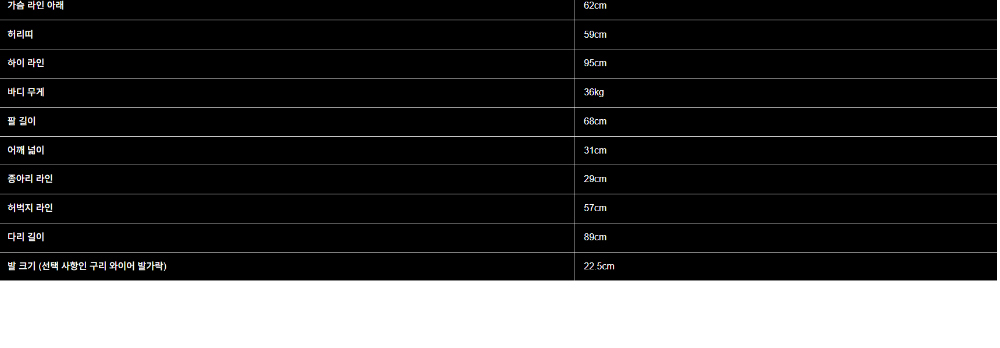 가슴 라인 아래 62cm
허리띠 59cm
하이 라인 95cm
바디 무게 36kg
팔 길이 68cm
어깨 넓이 31cm
종아리 라인 29cm
허벅지 라인 57cm
다리 길이 89cm
발 크기 (선택 사항인 구리 와이어 발가락) 22.5cm